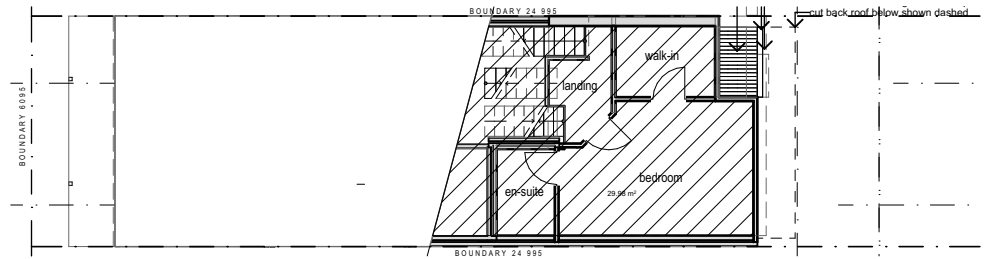 BOUNDARY 24 995
cut back roof below shown dashed
walk-in
landing
BOUNDARY 6095
bedroom
29,98 m²
en-suite
BOUNDARY 24 995